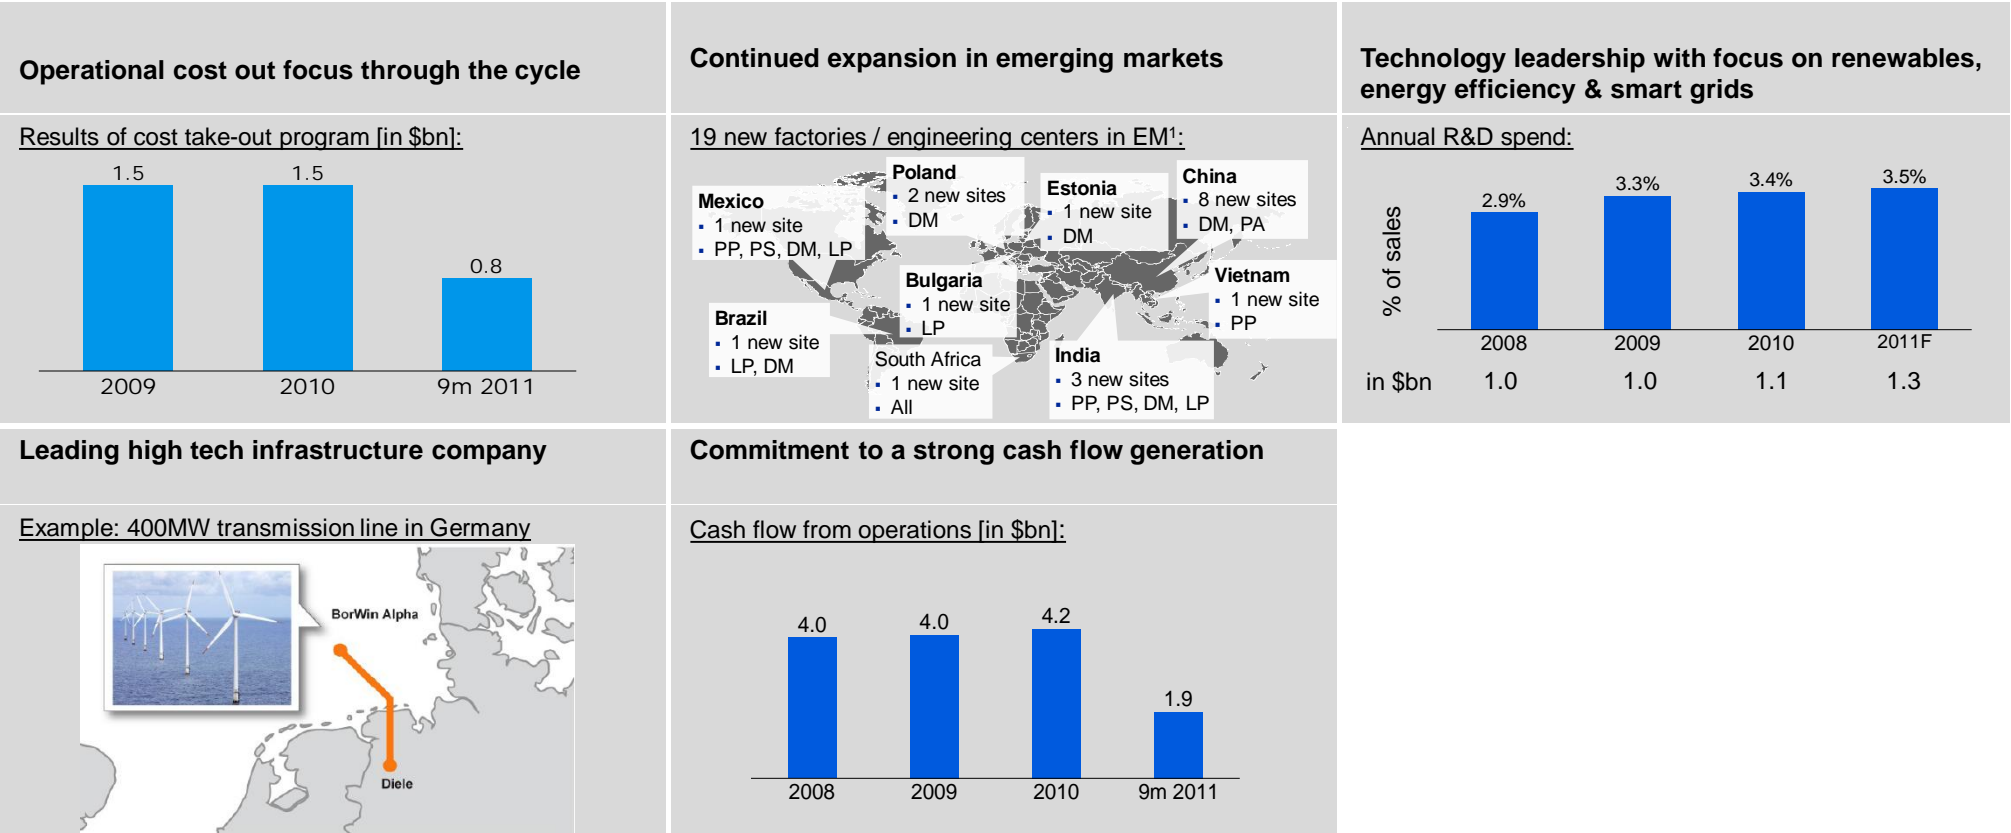 Operational cost out focus through the cycle
Results of cost take-out program [in $bn]:
1.5
1.5
0.8
2009
2010
9m 2011
Continued expansion in emerging markets
19 new factories / engineering centers in EM¹:
Mexico
▪ 1 new site
▪ PP, PS, DM, LP
Poland
▪ 2 new sites
▪ DM
Estonia
▪ 1 new site
▪ DM
China
▪ 8 new sites
▪ DM, PA
Brazil
▪ 1 new site
▪ LP, DM
Bulgaria
▪ 1 new site
▪ LP
Vietnam
▪ 1 new site
▪ PP
South Africa
▪ 1 new site
▪ All
India
▪ 3 new sites
▪ PP, PS, DM, LP
Technology leadership with focus on renewables,
energy efficiency & smart grids
Annual R&D spend:
% of sales
2.9%
3.3%
3.4%
3.5%
2008
2009
2010
2011F
in $bn
1.0
1.0
1.1
1.3
Leading high tech infrastructure company
Example: 400MW transmission line in Germany
BorWin Alpha
Diele
Commitment to a strong cash flow generation
Cash flow from operations [in $bn]:
4.0
4.0
4.2
1.9
2008
2009
2010
9m 2011